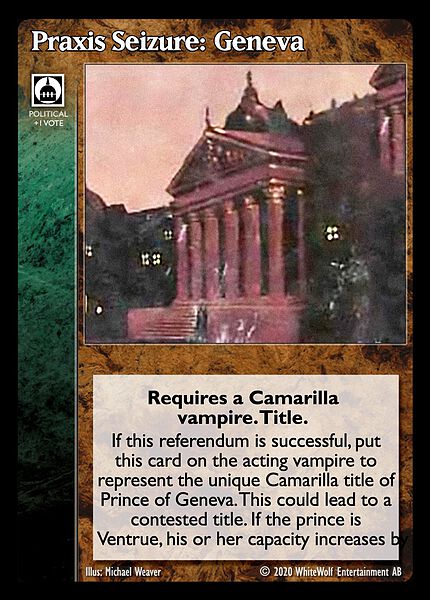 Praxis Seizure: Geneva
POLITICAL
+1 VOTE
Requires a Camarilla
vampire.Title.
If this referendum is successful, put
this card on the acting vampire to
represent the unique Camarilla title of
Prince of Geneva.This could lead to a
contested title. If the prince is
Ventrue, his or her capacity increases by
Illus: Michael Weaver
© 2020 WhiteWolf Entertainment AB